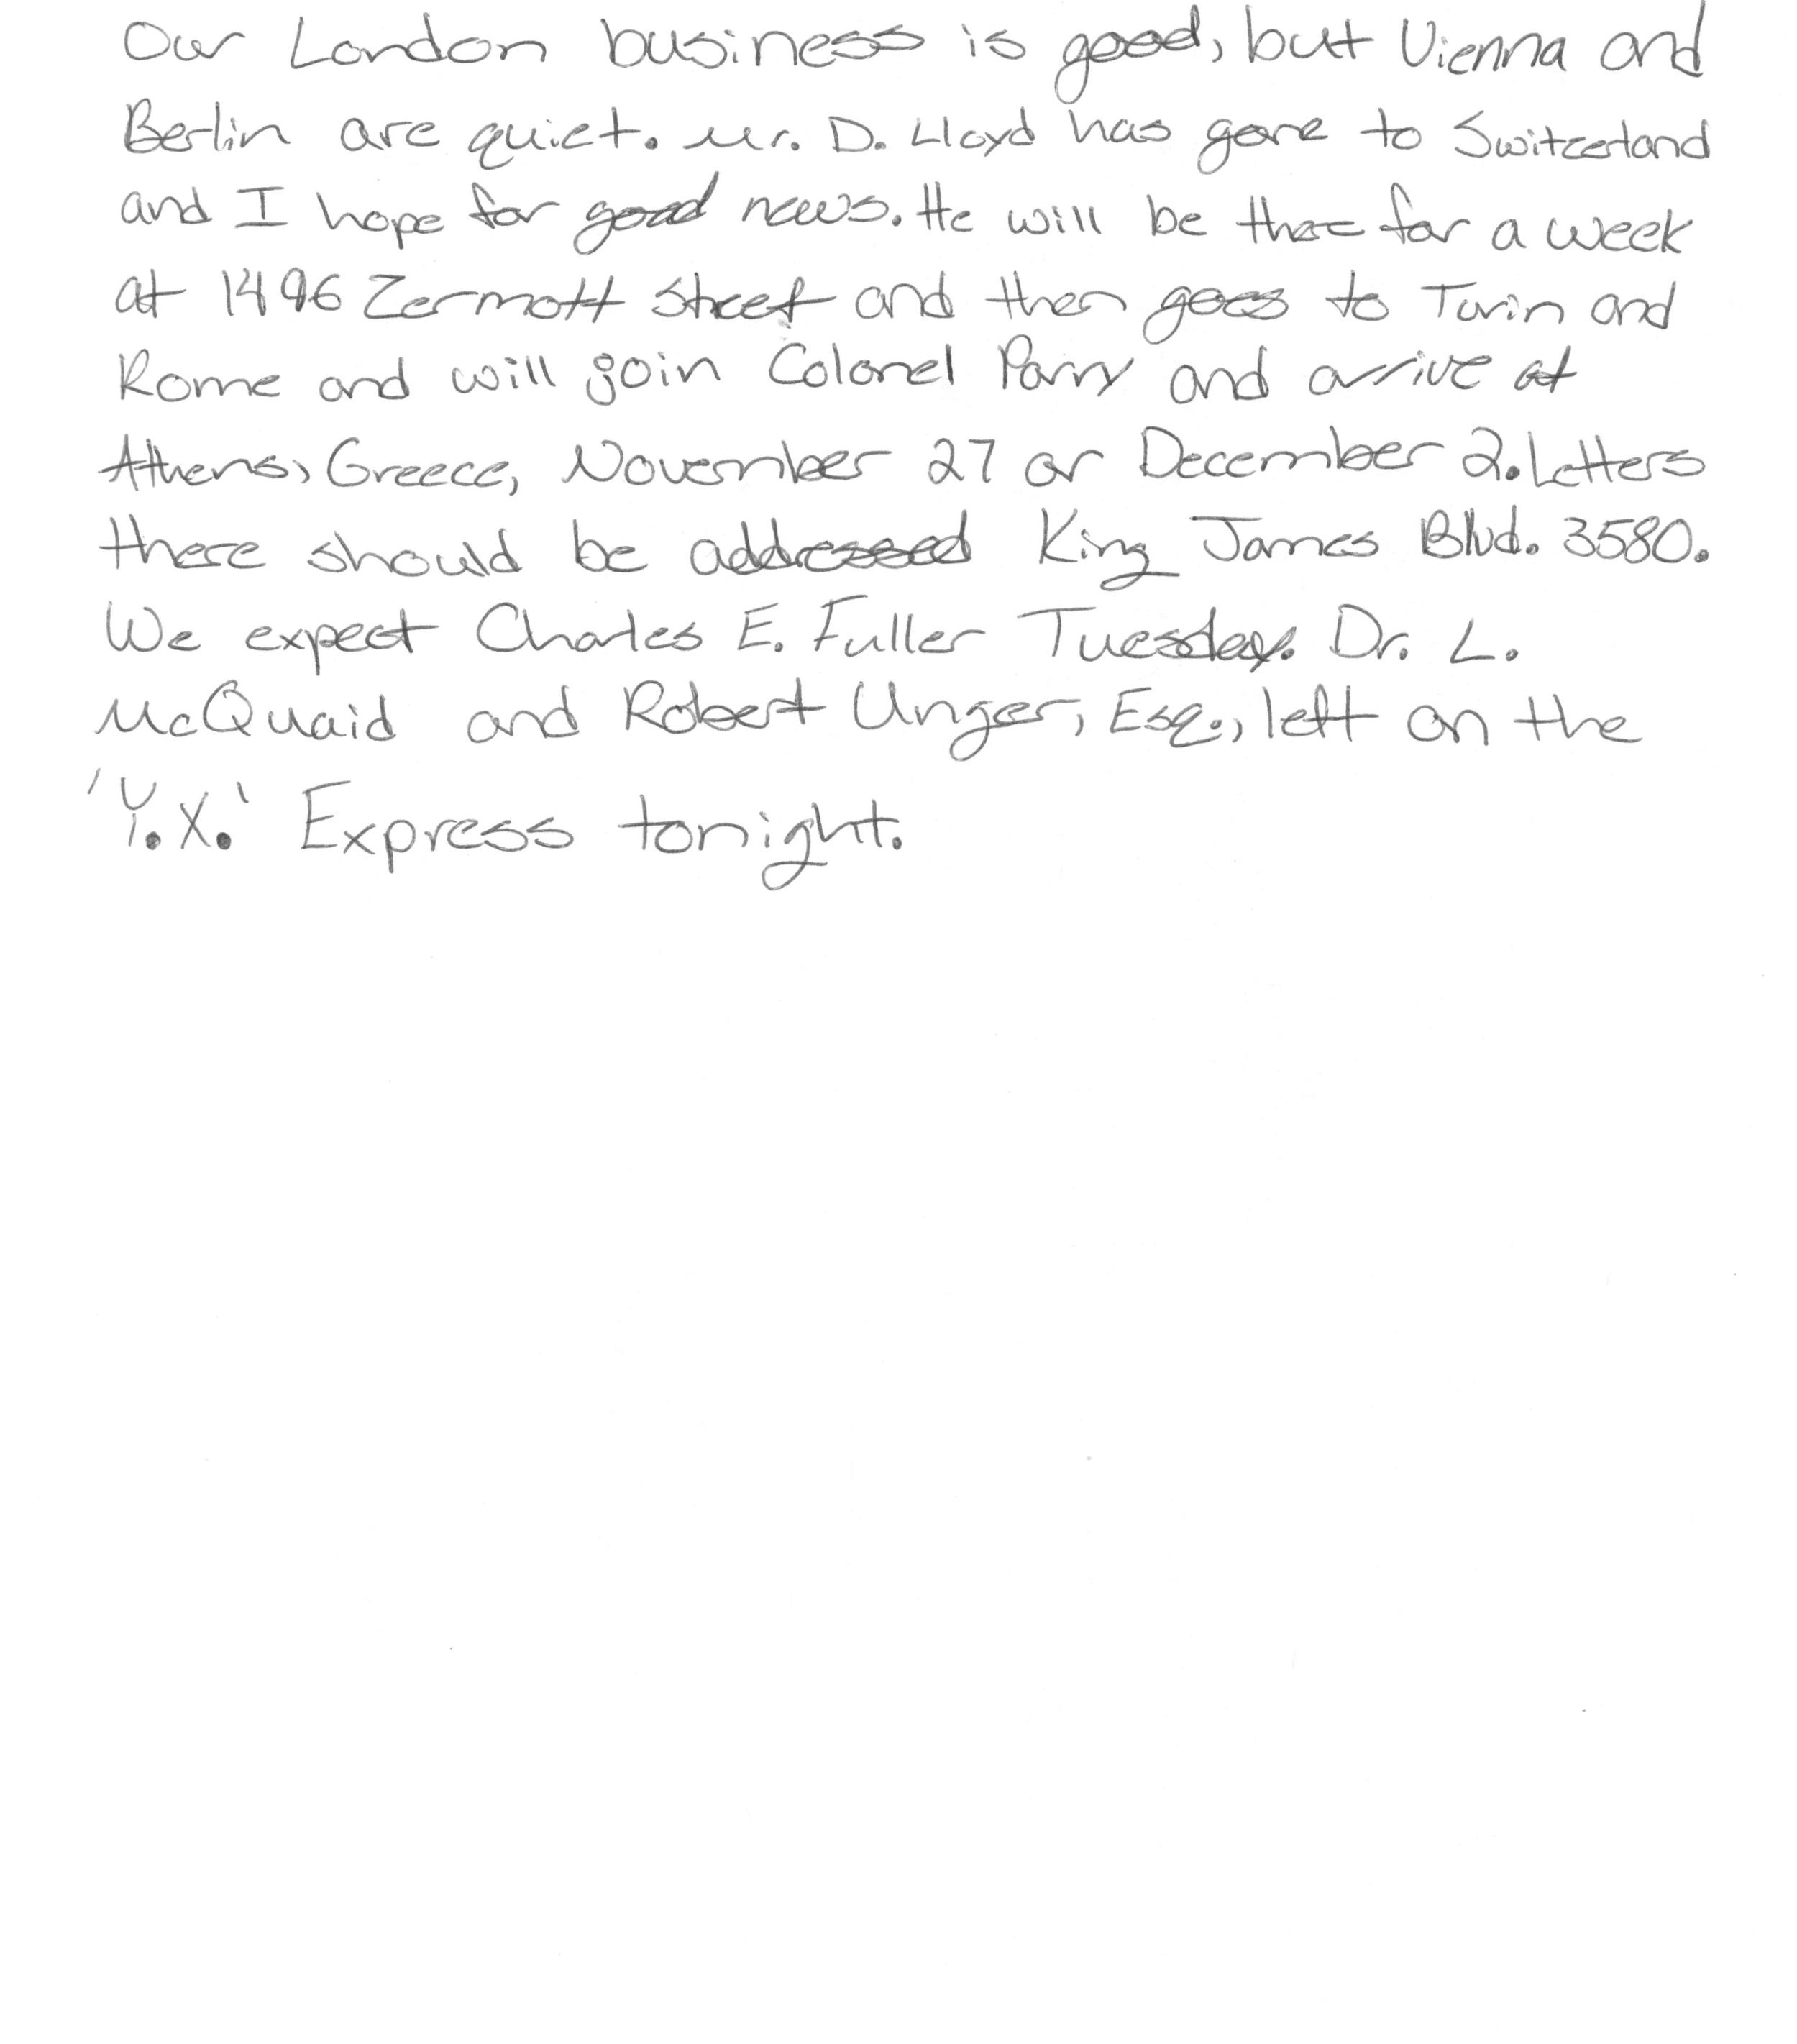 Our London business is good, but Vienna and
Berlin are quiet. Mr. D. Lloyd has gone to Switzerland
and I hope for good news. He will be there for a week
at 1496 Zermott Street and then goes to Turin and
Rome and will join Colonel Parry and arrive at
Athens, Greece, November 27 or December 2. Letters
there should be addressed King James Blvd. 3580.
We expect Charles E. Fuller Tuesday. Dr. L.
McQuaid and Robert Unger, Esq., left on the
'Y.X.' Express tonight.